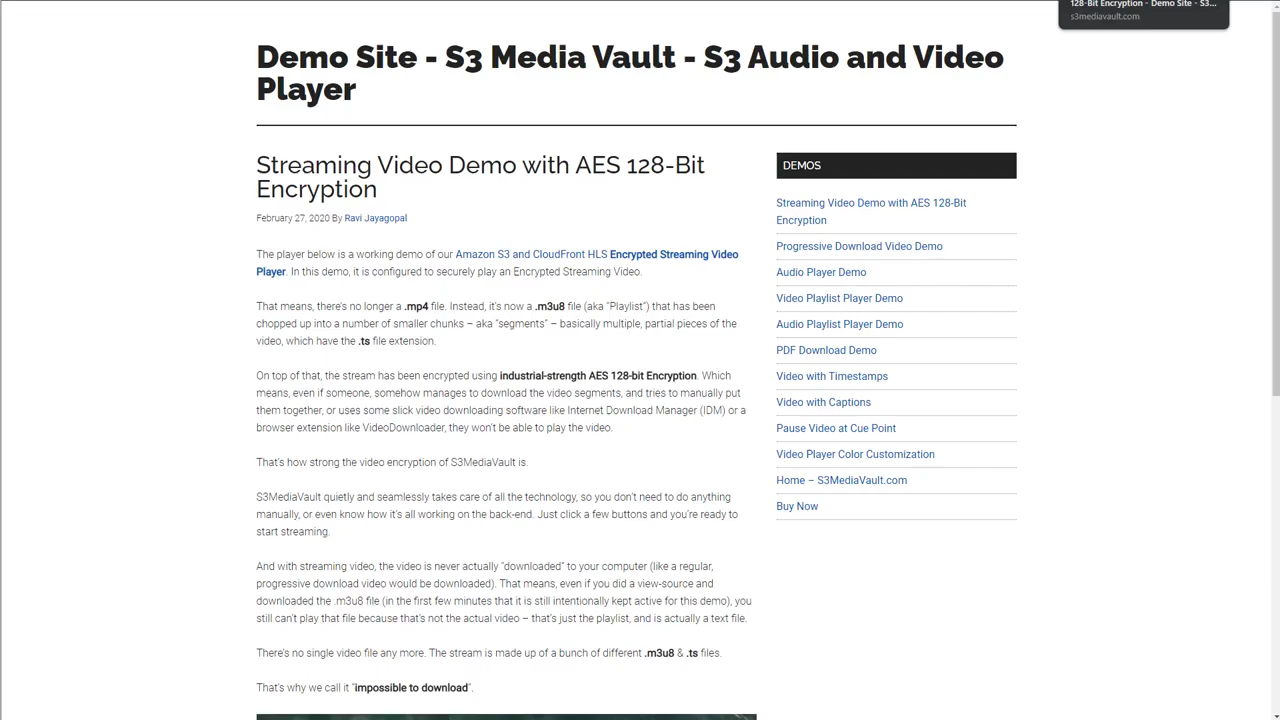 128-Bit Encryption - Demo Site - S3...
s3mediavault.com
Demo Site - S3 Media Vault - S3 Audio and Video
Player
Streaming Video Demo with AES 128-Bit
Encryption
February 27, 2020 By Ravi Jayagopal
The player below is a working demo of our Amazon S3 and CloudFront HLS Encrypted Streaming Video
Player. In this demo, it is configured to securely play an Encrypted Streaming Video.
That means, there's no longer a .mp4 file. Instead, it's now a .m3u8 file (aka "Playlist") that has been
chopped up into a number of smaller chunks – aka "segments" – basically multiple, partial pieces of the
video, which have the .ts file extension.
On top of that, the stream has been encrypted using industrial-strength AES 128-bit Encryption. Which
means, even if someone, somehow manages to download the video segments, and tries to manually put
them together, or uses some slick video downloading software like Internet Download Manager (IDM) or a
browser extension like VideoDownloader, they won't be able to play the video.
That's how strong the video encryption of S3MediaVault is.
S3MediaVault quietly and seamlessly takes care of all the technology, so you don't need to do anything
manually, or even know how it's all working on the back-end. Just click a few buttons and you're ready to
start streaming.
And with streaming video, the video is never actually "downloaded" to your computer (like a regular,
progressive download video would be downloaded). That means, even if you did a view-source and
downloaded the .m3u8 file (in the first few minutes that it is still intentionally kept active for this demo), you
still can't play that file because that's not the actual video – that's just the playlist, and is actually a text file.
There's no single video file any more. The stream is made up of a bunch of different .m3u8 & .ts files.
That's why we call it "impossible to download".
DEMOS
Streaming Video Demo with AES 128-Bit
Encryption
Progressive Download Video Demo
Audio Player Demo
Video Playlist Player Demo
Audio Playlist Player Demo
PDF Download Demo
Video with Timestamps
Video with Captions
Pause Video at Cue Point
Video Player Color Customization
Home – S3MediaVault.com
Buy Now